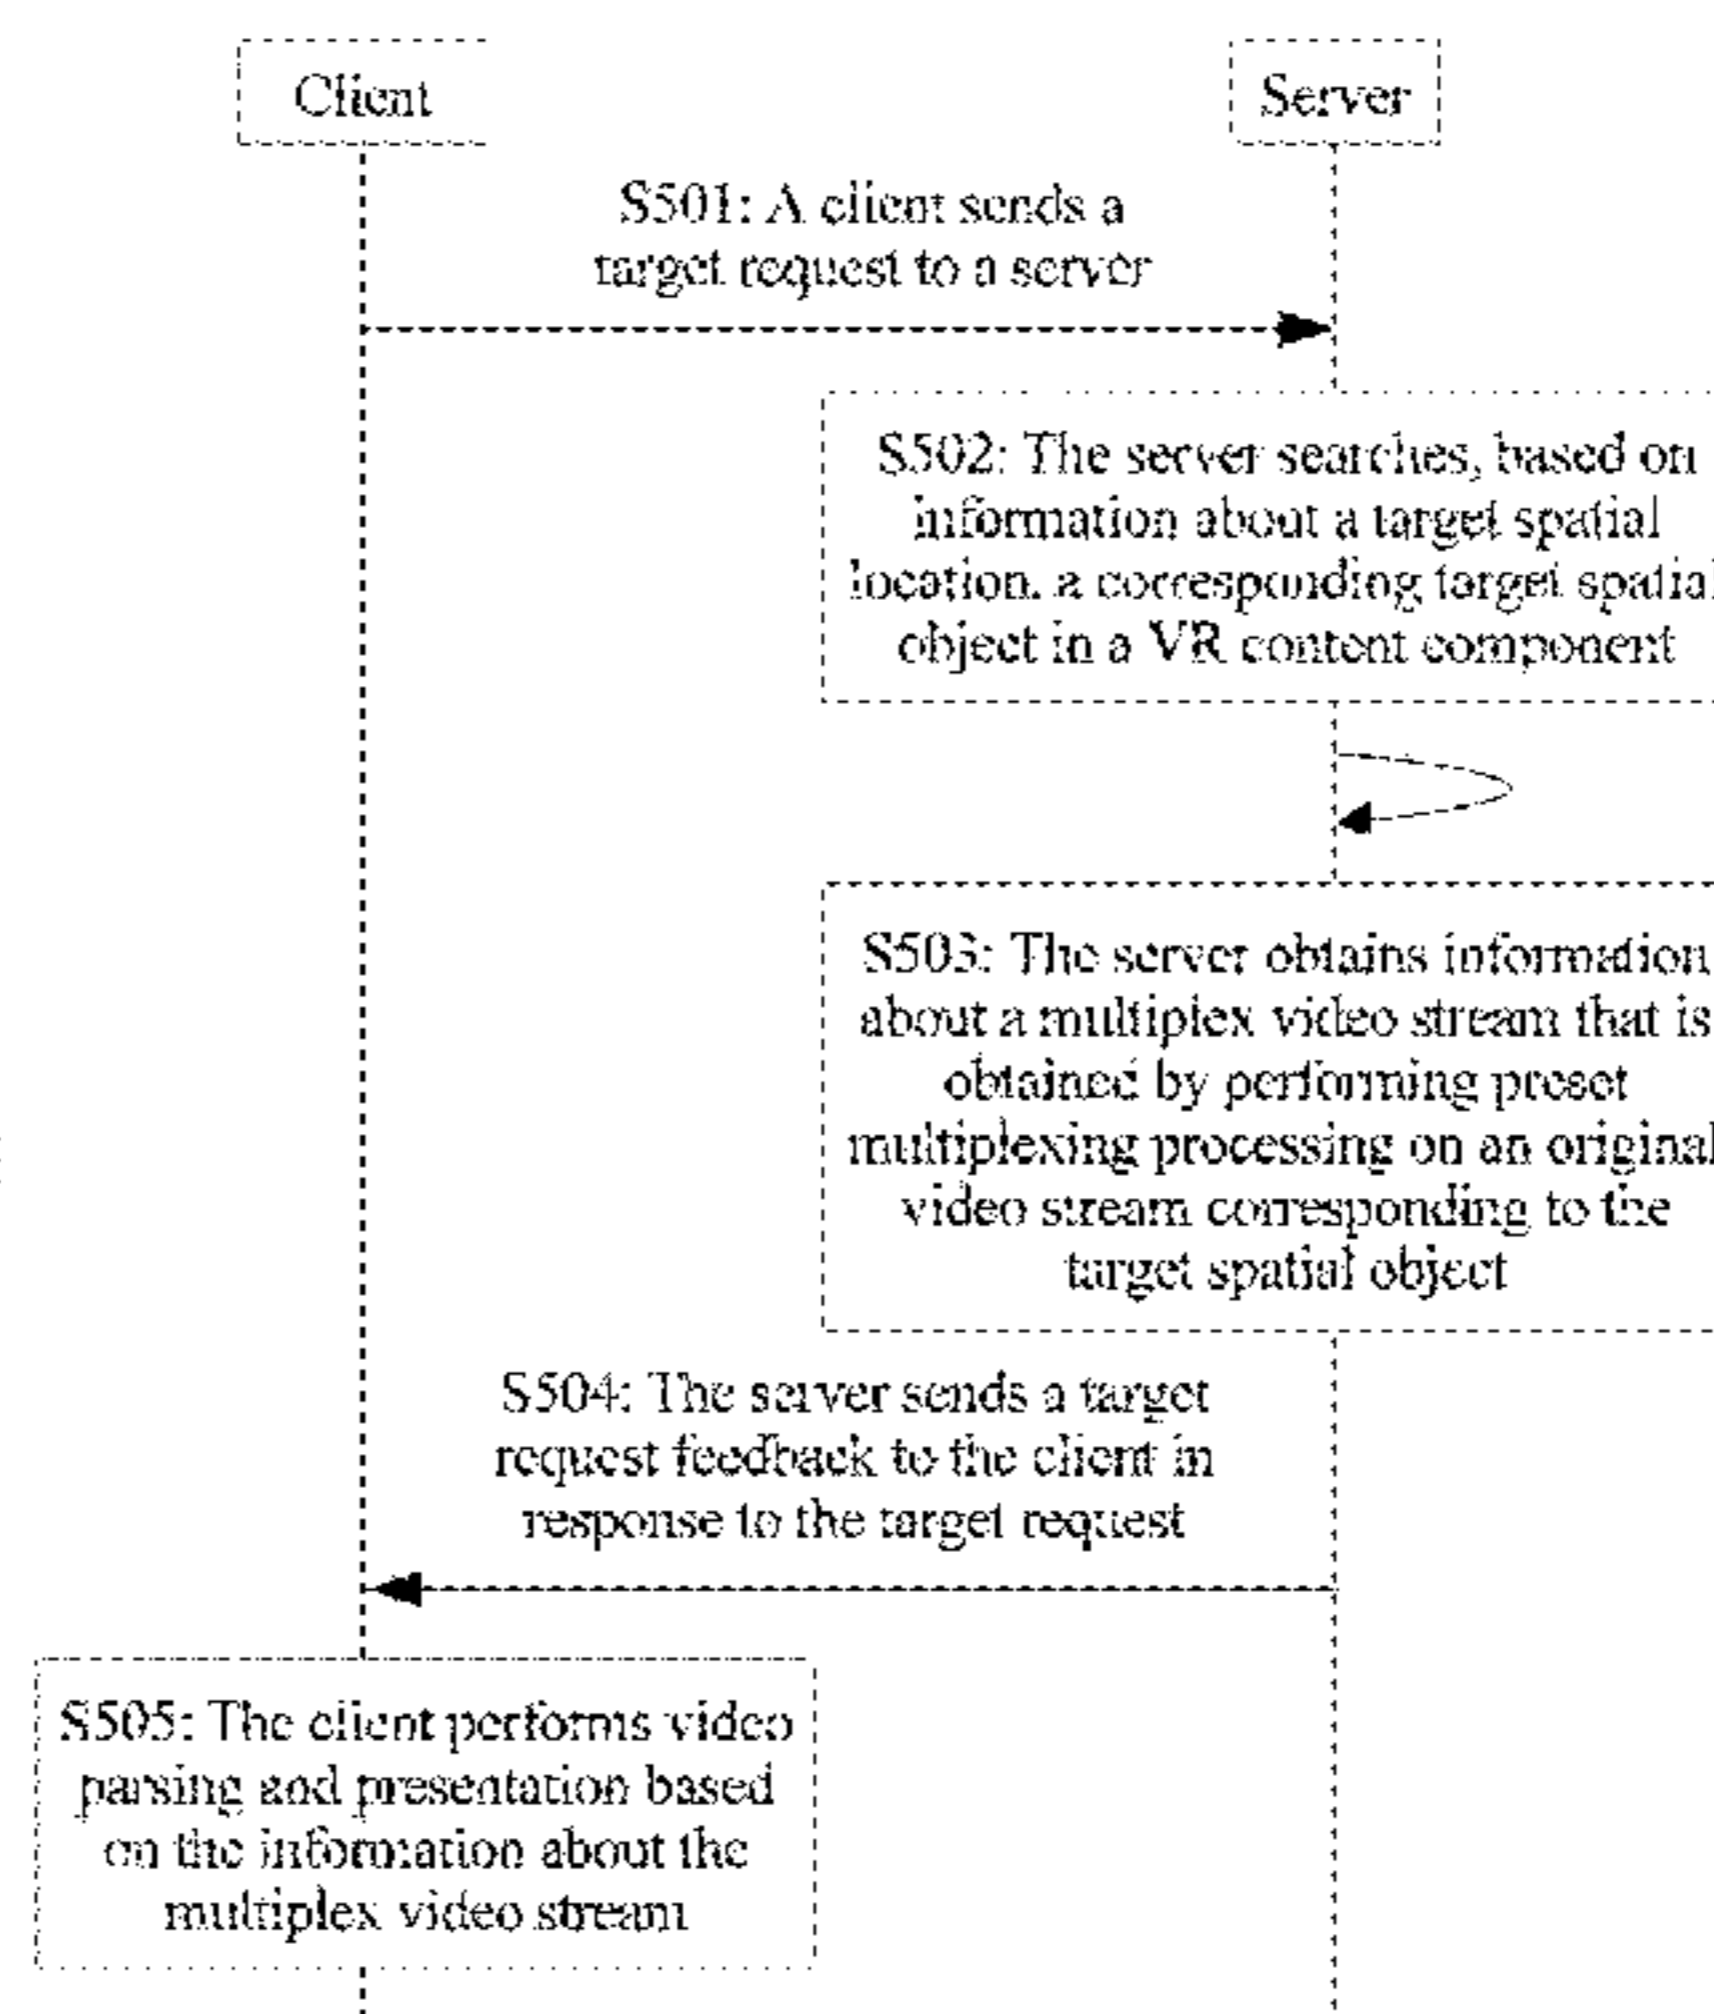 Client
Server
S501: A client sends a
target request to a server
S502: The server searches, based on
information about a target spatial
location, a corresponding target spatial
object in a VR content component
S503: The server obtains information
about a multiplex video stream that is
obtained by performing preset
multiplexing processing on an original
video stream corresponding to the
target spatial object
S504: The server sends a target
request feedback to the client in
response to the target request
S505: The client performs video
parsing and presentation based
on the information about the
multiplex video stream